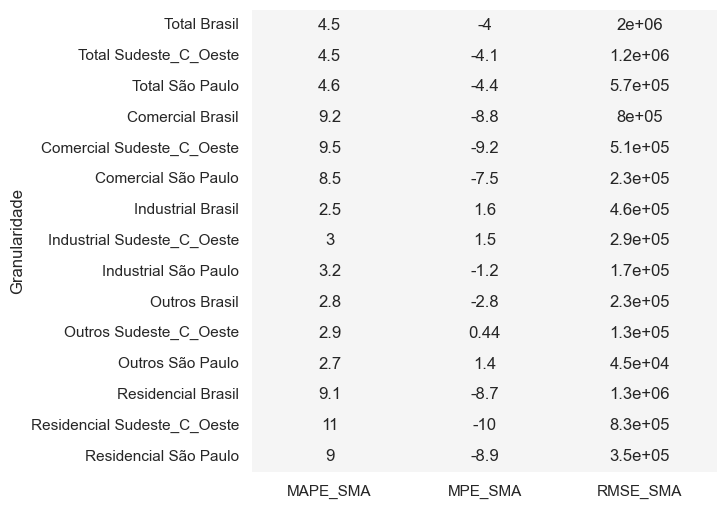 Granularidade
Total Brasil 4.5 -4 2e+06
Total Sudeste_C_Oeste 4.5 -4.1 1.2e+06
Total São Paulo 4.6 -4.4 5.7e+05
Comercial Brasil 9.2 -8.8 8e+05
Comercial Sudeste_C_Oeste 9.5 -9.2 5.1e+05
Comercial São Paulo 8.5 -7.5 2.3e+05
Industrial Brasil 2.5 1.6 4.6e+05
Industrial Sudeste_C_Oeste 3 1.5 2.9e+05
Industrial São Paulo 3.2 -1.2 1.7e+05
Outros Brasil 2.8 -2.8 2.3e+05
Outros Sudeste_C_Oeste 2.9 0.44 1.3e+05
Outros São Paulo 2.7 1.4 4.5e+04
Residencial Brasil 9.1 -8.7 1.3e+06
Residencial Sudeste_C_Oeste 11 -10 8.3e+05
Residencial São Paulo 9 -8.9 3.5e+05
MAPE_SMA MPE_SMA RMSE_SMA